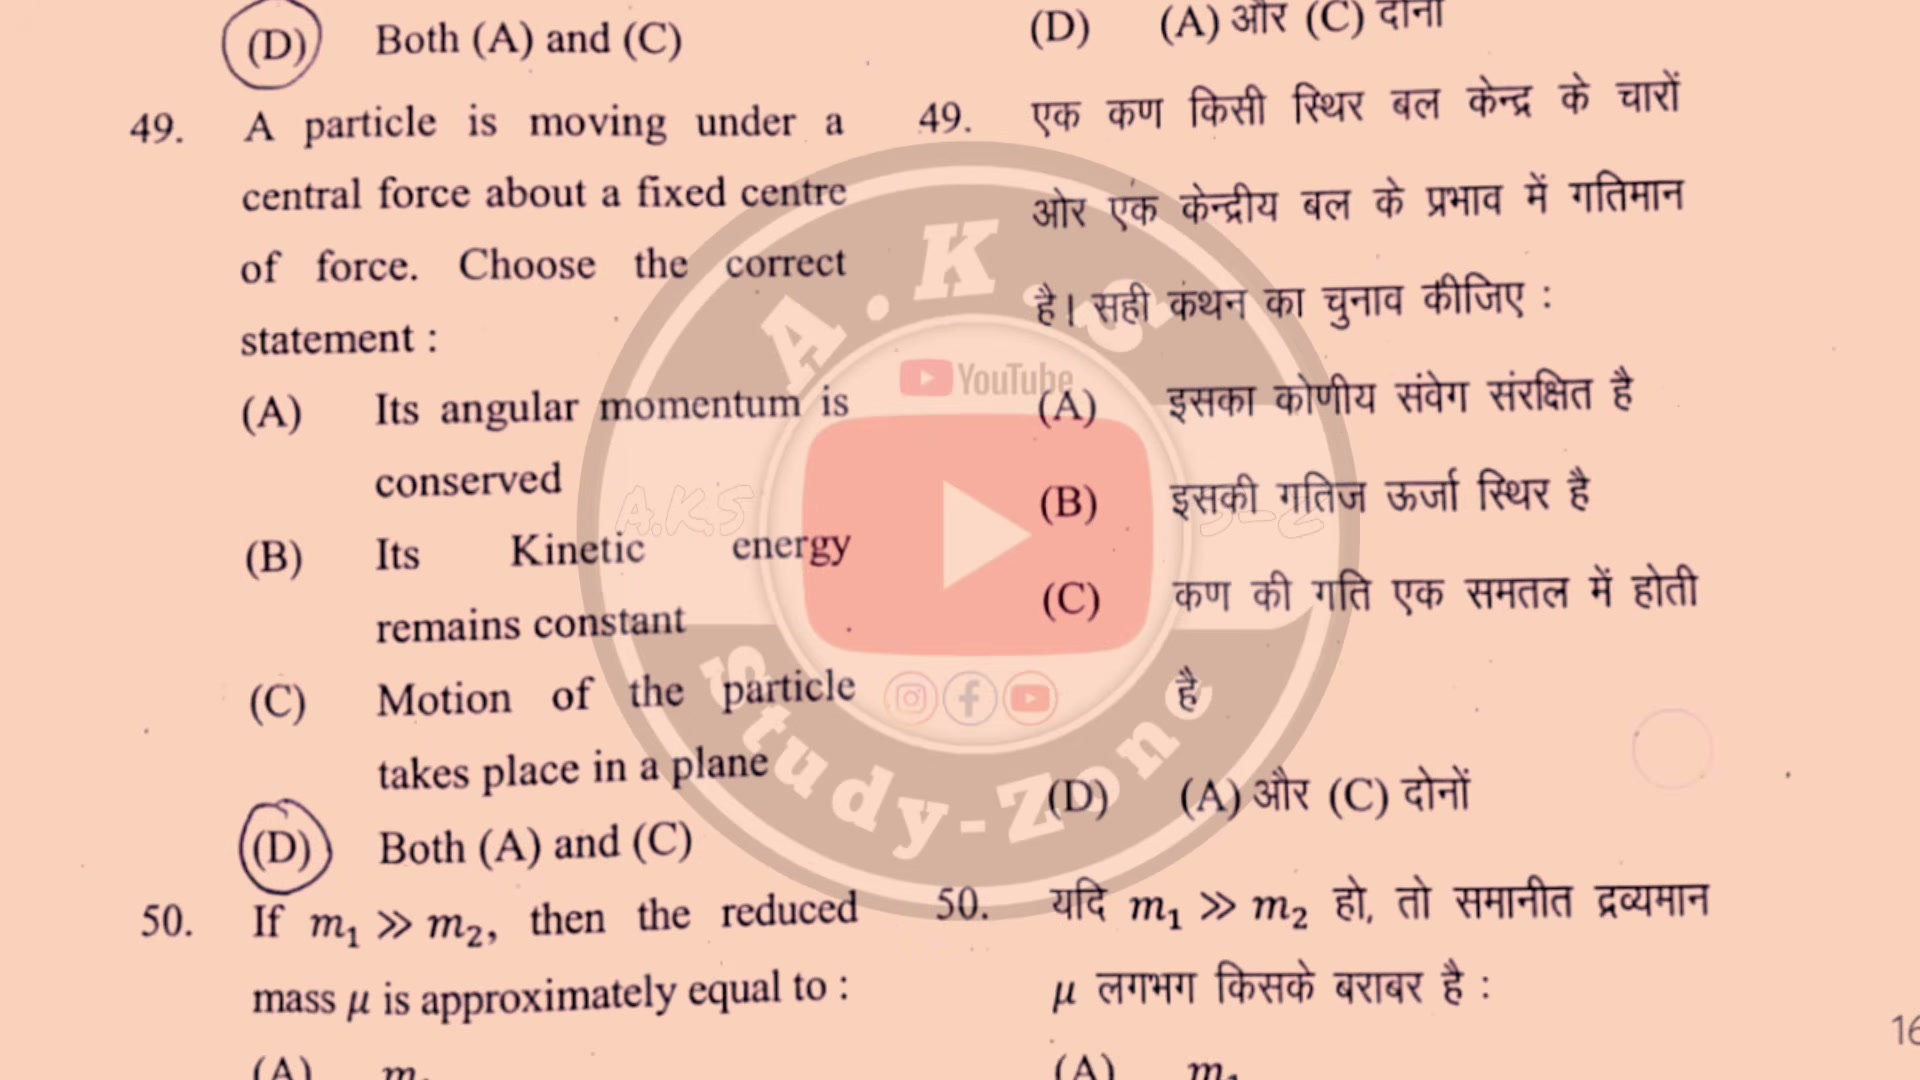 (D) Both (A) and (C)
49. A particle is moving under a
central force about a fixed centre
of force. Choose the correct
statement :
(A) Its angular momentum is
conserved
(B) Its Kinetic energy
remains constant
(C) Motion of the particle
takes place in a plane
(D) Both (A) and (C)
50. If m₁ ≫ m₂, then the reduced
mass μ is approximately equal to :
(A)
(D) (A) और (C) दोनों
49. एक कण किसी स्थिर बल केन्द्र के चारों
ओर एक केन्द्रीय बल के प्रभाव में गतिमान
है। सही कथन का चुनाव कीजिए :
(A) इसका कोणीय संवेग संरक्षित है
(B) इसकी गतिज ऊर्जा स्थिर है
(C) कण की गति एक समतल में होती
है
(D) (A) और (C) दोनों
50. यदि m₁ ≫ m₂ हो, तो समानीत द्रव्यमान
μ लगभग किसके बराबर है :
(A) m₁
16
A.K.S
YouTube
A.K.S
Study-Zone